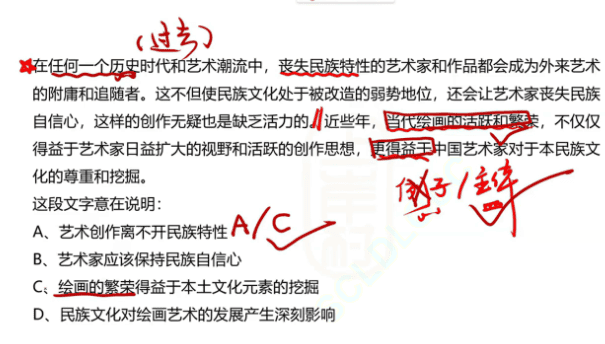 (过去)
在任何一个历史时代和艺术潮流中，丧失民族特性的艺术家和作品都会成为外来艺术
的附庸和追随者。这不但使民族文化处于被改造的弱势地位，还会让艺术家丧失民族
自信心，这样的创作无疑也是缺乏活力的。近些年，当代绘画的活跃和繁荣，不仅仅
得益于艺术家日益扩大的视野和活跃的创作思想，更得益于中国艺术家对于本民族文
化的尊重和挖掘。
例子/主体
这段文字意在说明：
A、艺术创作离不开民族特性 A/C
B、艺术家应该保持民族自信心
C、绘画的繁荣得益于本土文化元素的挖掘
D、民族文化对绘画艺术的发展产生深刻影响